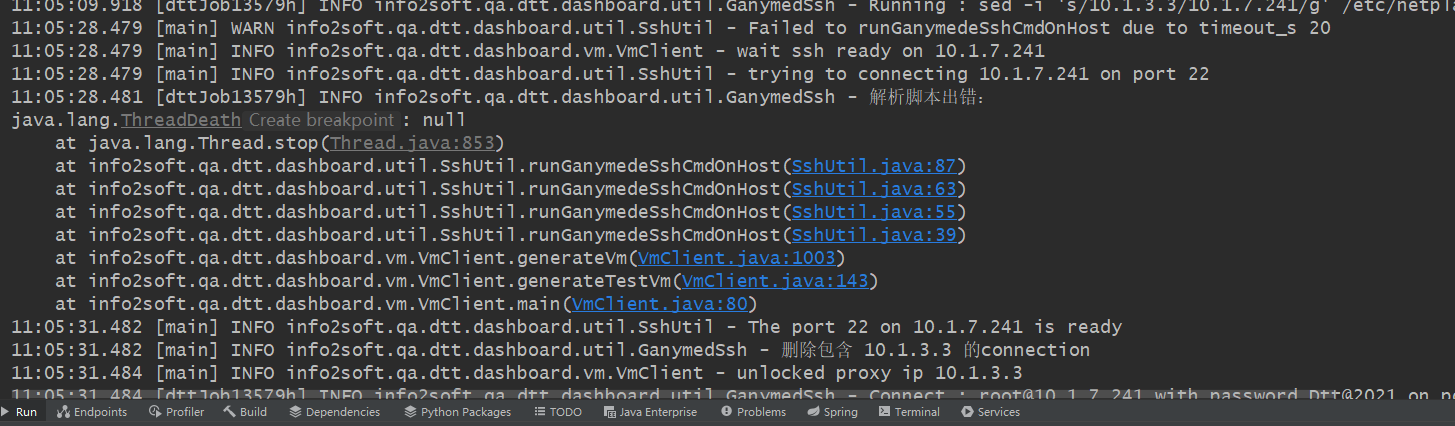 11:05:09.918 [dttJob13579h] INFO info2soft.qa.dtt.dashboard.util.GanymedSsh - Running : sed -i 's/10.1.3.3/10.1.7.241/g' /etc/netpla
11:05:28.479 [main] WARN info2soft.qa.dtt.dashboard.util.SshUtil - Failed to runGanymedeSshCmdOnHost due to timeout_s 20
11:05:28.479 [main] INFO info2soft.qa.dtt.dashboard.vm.VmClient - wait ssh ready on 10.1.7.241
11:05:28.479 [main] INFO info2soft.qa.dtt.dashboard.util.SshUtil - trying to connecting 10.1.7.241 on port 22
11:05:28.481 [dttJob13579h] INFO info2soft.qa.dtt.dashboard.util.GanymedSsh - 解析脚本出错:
java.lang.ThreadDeath Create breakpoint : null
at java.lang.Thread.stop(Thread.java:853)
at info2soft.qa.dtt.dashboard.util.SshUtil.runGanymedeSshCmdOnHost(SshUtil.java:87)
at info2soft.qa.dtt.dashboard.util.SshUtil.runGanymedeSshCmdOnHost(SshUtil.java:63)
at info2soft.qa.dtt.dashboard.util.SshUtil.runGanymedeSshCmdOnHost(SshUtil.java:55)
at info2soft.qa.dtt.dashboard.util.SshUtil.runGanymedeSshCmdOnHost(SshUtil.java:39)
at info2soft.qa.dtt.dashboard.vm.VmClient.generateVm(VmClient.java:1003)
at info2soft.qa.dtt.dashboard.vm.VmClient.generateTestVm(VmClient.java:143)
at info2soft.qa.dtt.dashboard.vm.VmClient.main(VmClient.java:80)
11:05:31.482 [main] INFO info2soft.qa.dtt.dashboard.util.SshUtil - The port 22 on 10.1.7.241 is ready
11:05:31.482 [main] INFO info2soft.qa.dtt.dashboard.util.GanymedSsh - 删除包含 10.1.3.3 的connection
11:05:31.484 [main] INFO info2soft.qa.dtt.dashboard.vm.VmClient - unlocked proxy ip 10.1.3.3
11:05:31.484 [dttJob13579h] INFO info2soft.qa.dtt.dashboard.util.GanymedSsh - Connect : root@10.1.7.241 with password Dtt@2021 on
Run Endpoints Profiler Build Dependencies Python Packages TODO Java Enterprise Problems Spring Terminal Services